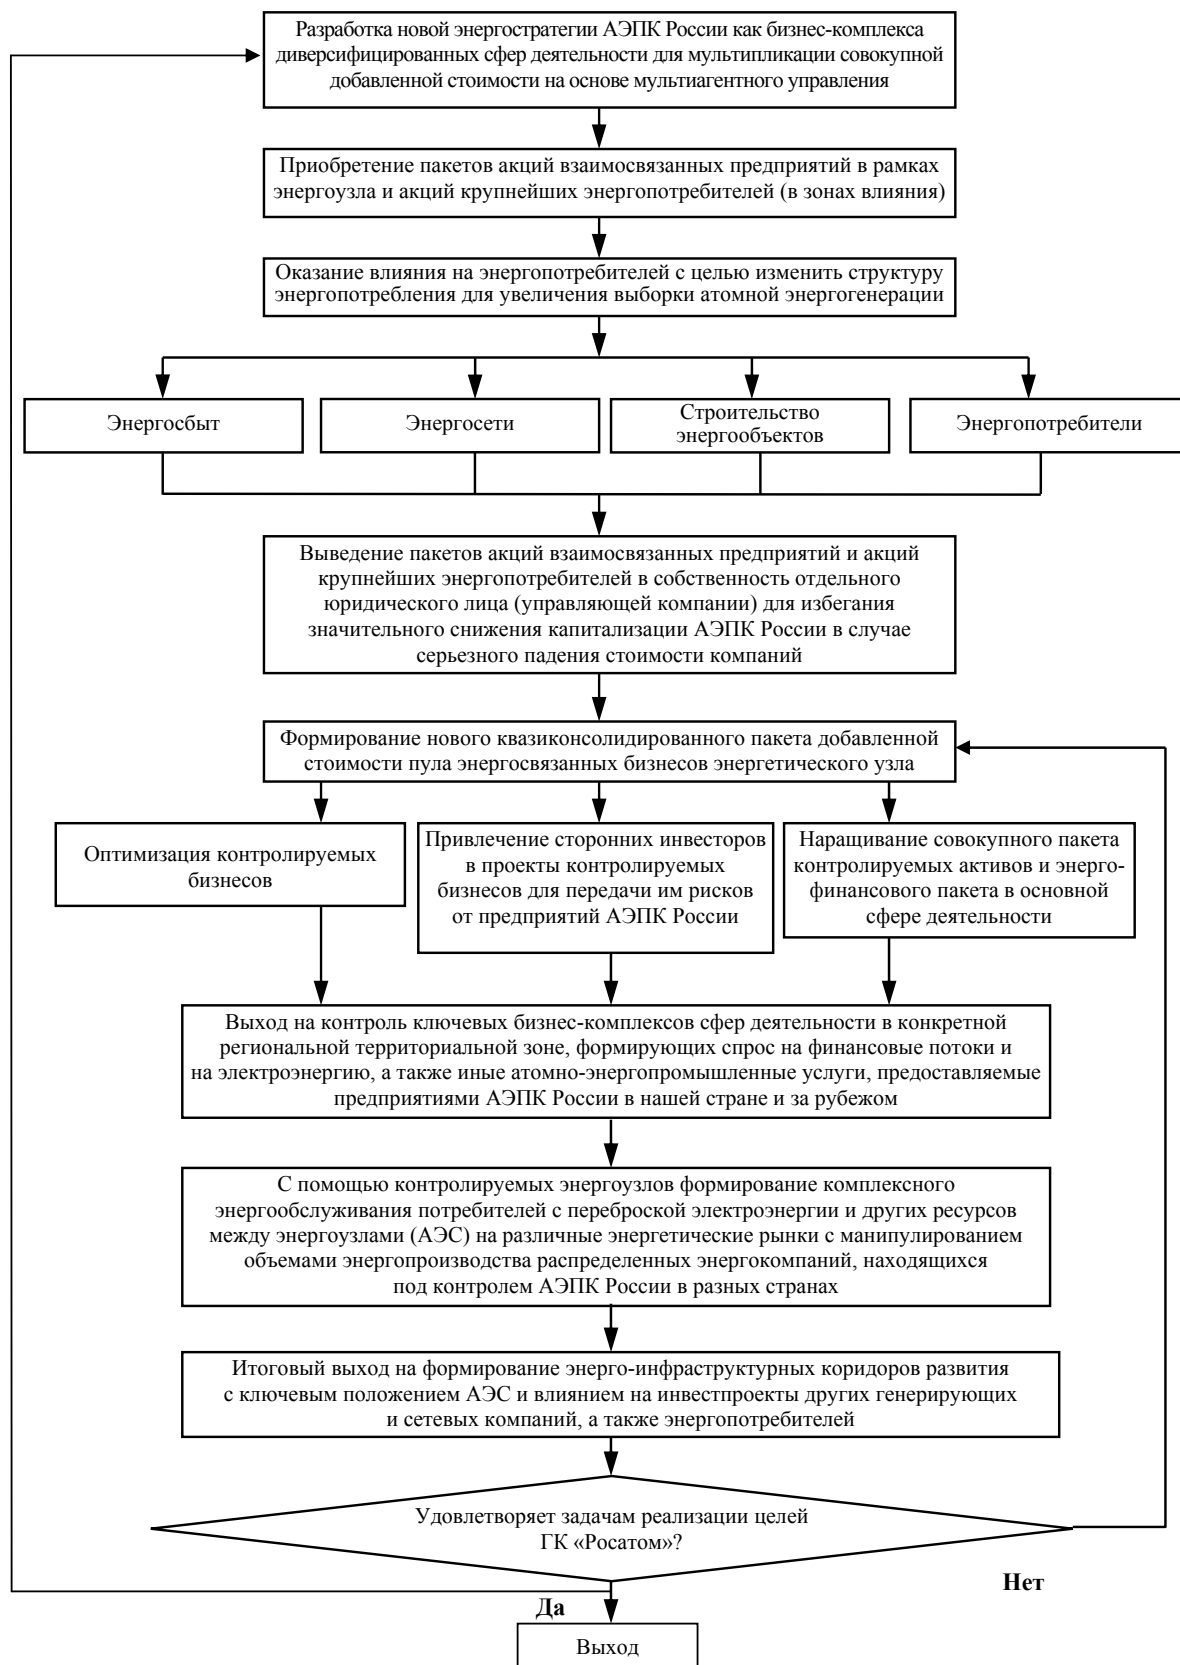 Разработка новой энергостратегии АЭПК России как бизнес-комплекса
диверсифицированных сфер деятельности для мультипликации совокупной
добавленной стоимости на основе мультиагентного управления
Приобретение пакетов акций взаимосвязанных предприятий в рамках
энергоузла и акций крупнейших энергопотребителей (в зонах влияния)
Оказание влияния на энергопотребителей с целью изменить структуру
энергопотребления для увеличения выборки атомной энергогенерации
Энергосбыт
Энергосети
Строительство
энергообъектов
Энергопотребители
Выведение пакетов акций взаимосвязанных предприятий и акций
крупнейших энергопотребителей в собственность отдельного
юридического лица (управляющей компании) для избегания
значительного снижения капитализации АЭПК России в случае
серьезного падения стоимости компаний
Формирование нового квазиконсолидированного пакета добавленной
стоимости пула энергосвязанных бизнесов энергетического узла
Оптимизация контролируемых
бизнесов
Привлечение сторонних инвесторов
в проекты контролируемых
бизнесов для передачи им рисков
от предприятий АЭПК России
Наращивание совокупного пакета
контролируемых активов и энерго-
финансового пакета в основной
сфере деятельности
Выход на контроль ключевых бизнес-комплексов сфер деятельности в конкретной
региональной территориальной зоне, формирующих спрос на финансовые потоки и
на электроэнергию, а также иные атомно-энергопромышленные услуги, предоставляемые
предприятиями АЭПК России в нашей стране и за рубежом
С помощью контролируемых энергоузлов формирование комплексного
энергообслуживания потребителей с переброской электроэнергии и других ресурсов
между энергоузлами (АЭС) на различные энергетические рынки с манипулированием
объемами энергопроизводства распределенных энергокомпаний, находящихся
под контролем АЭПК России в разных странах
Итоговый выход на формирование энерго-инфраструктурных коридоров развития
с ключевым положением АЭС и влиянием на инвестпроекты других генерирующих
и сетевых компаний, а также энергопотребителей
Удовлетворяет задачам реализации целей
ГК «Росатом»?
Нет
Да
Выход